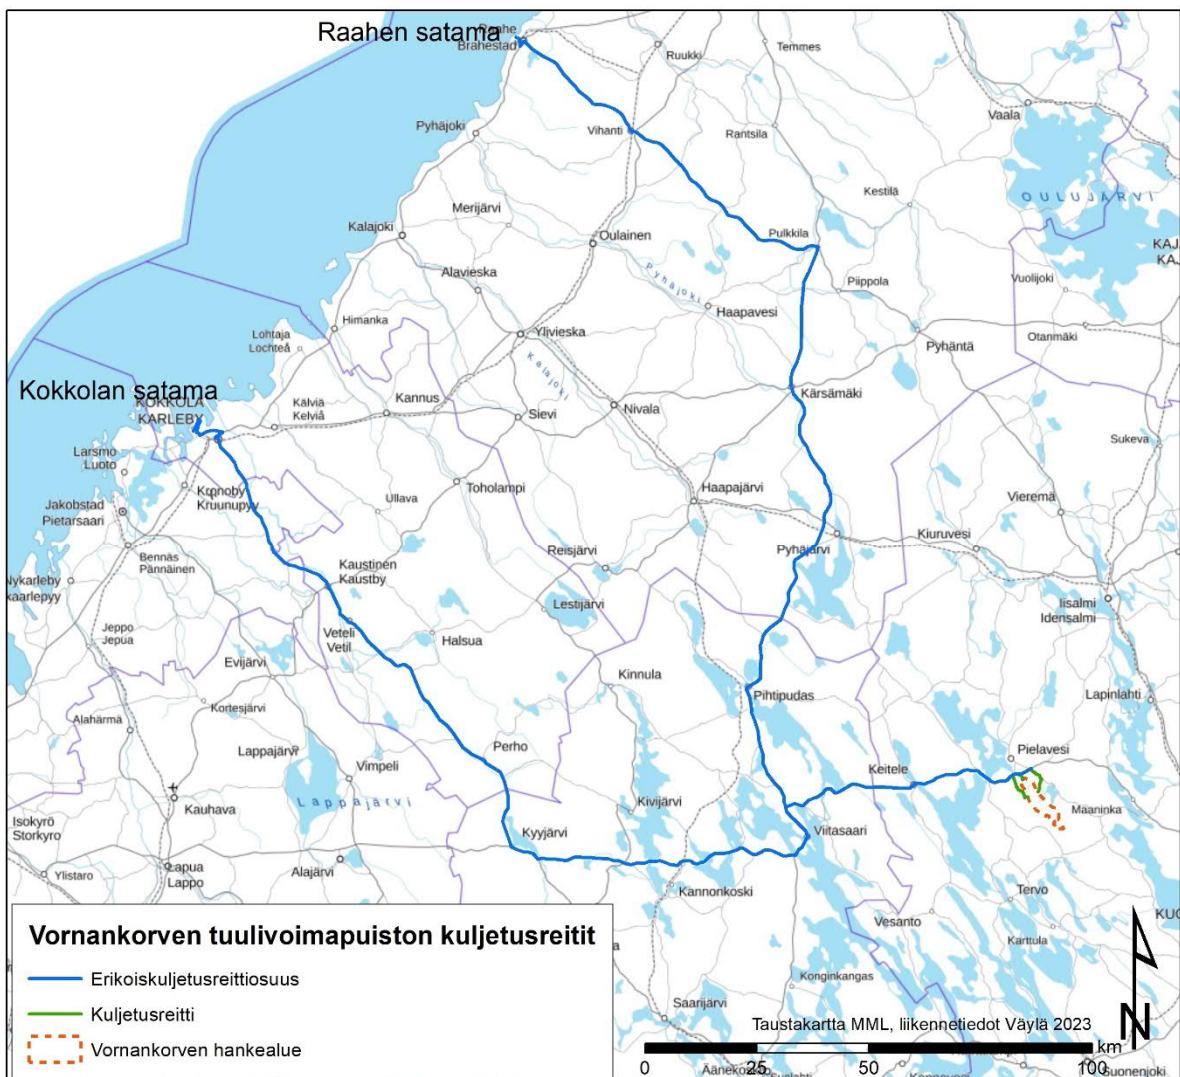 Raahen satama
Raahe
Brahestad
Ruukki
Temmes
Vaala
Pyhäjoki
Vihanti
Rantsila
Kestilä
OULUJÄRVI
Merijärvi
Kalajoki
Oulainen
Pulkkila
KAJ
KA
Alavieska
Pyhäjoki
Piippola
Vuolijoki
Haapavesi
Himanka
Lohtaja
Lochteå
Ylivieska
Kalajoki
Pyhäntä
Otanmäki
Kokkolan satama
KOKKOLA
KARLEBY
Kälviä
Kelviå
Kannus
Sievi
Nivala
Kärsämäki
Larsmo
Luoto
Sukeva
Jakobstad
Pietarsaari
Kronoby
Kruunupyy
Ullava
Toholampi
Haapajärvi
Vieremä
Bennäs
Pännäinen
Reisjärvi
Pyhäjärvi
Kiuruvesi
Nykarleby
xaarlepyy
Kaustinen
Kaustby
Lestijärvi
Iisalmi
Idensalmi
Jeppo
Jepua
Veteli
Vetil
Halsua
Evijärvi
Kinnula
Pihtipudas
Lapinlahti
Kortesjärvi
Alahärmä
Lappajärvi
Perho
Vimpeli
Pielavesi
Keitele
Kauhava
Lappajärvi
Kivijärvi
Maaninka
Isokyrö
Storkyro
Kyyjärvi
Viitasaari
Ylistaro
Lapua
Lappo
Alajärvi
Kannonkoski
Tervo
Vesanto
KUO
Karttula
Konginkangas
Saarijärvi
Suonenjoki
Vornankorven tuulivoimapuiston kuljetusreitit
Erikoiskuljetusreittiosuus
Kuljetusreitti
Vornankorven hankealue
Taustakartta MML, liikennetiedot Väylä 2023
N
km
0 25 50 100